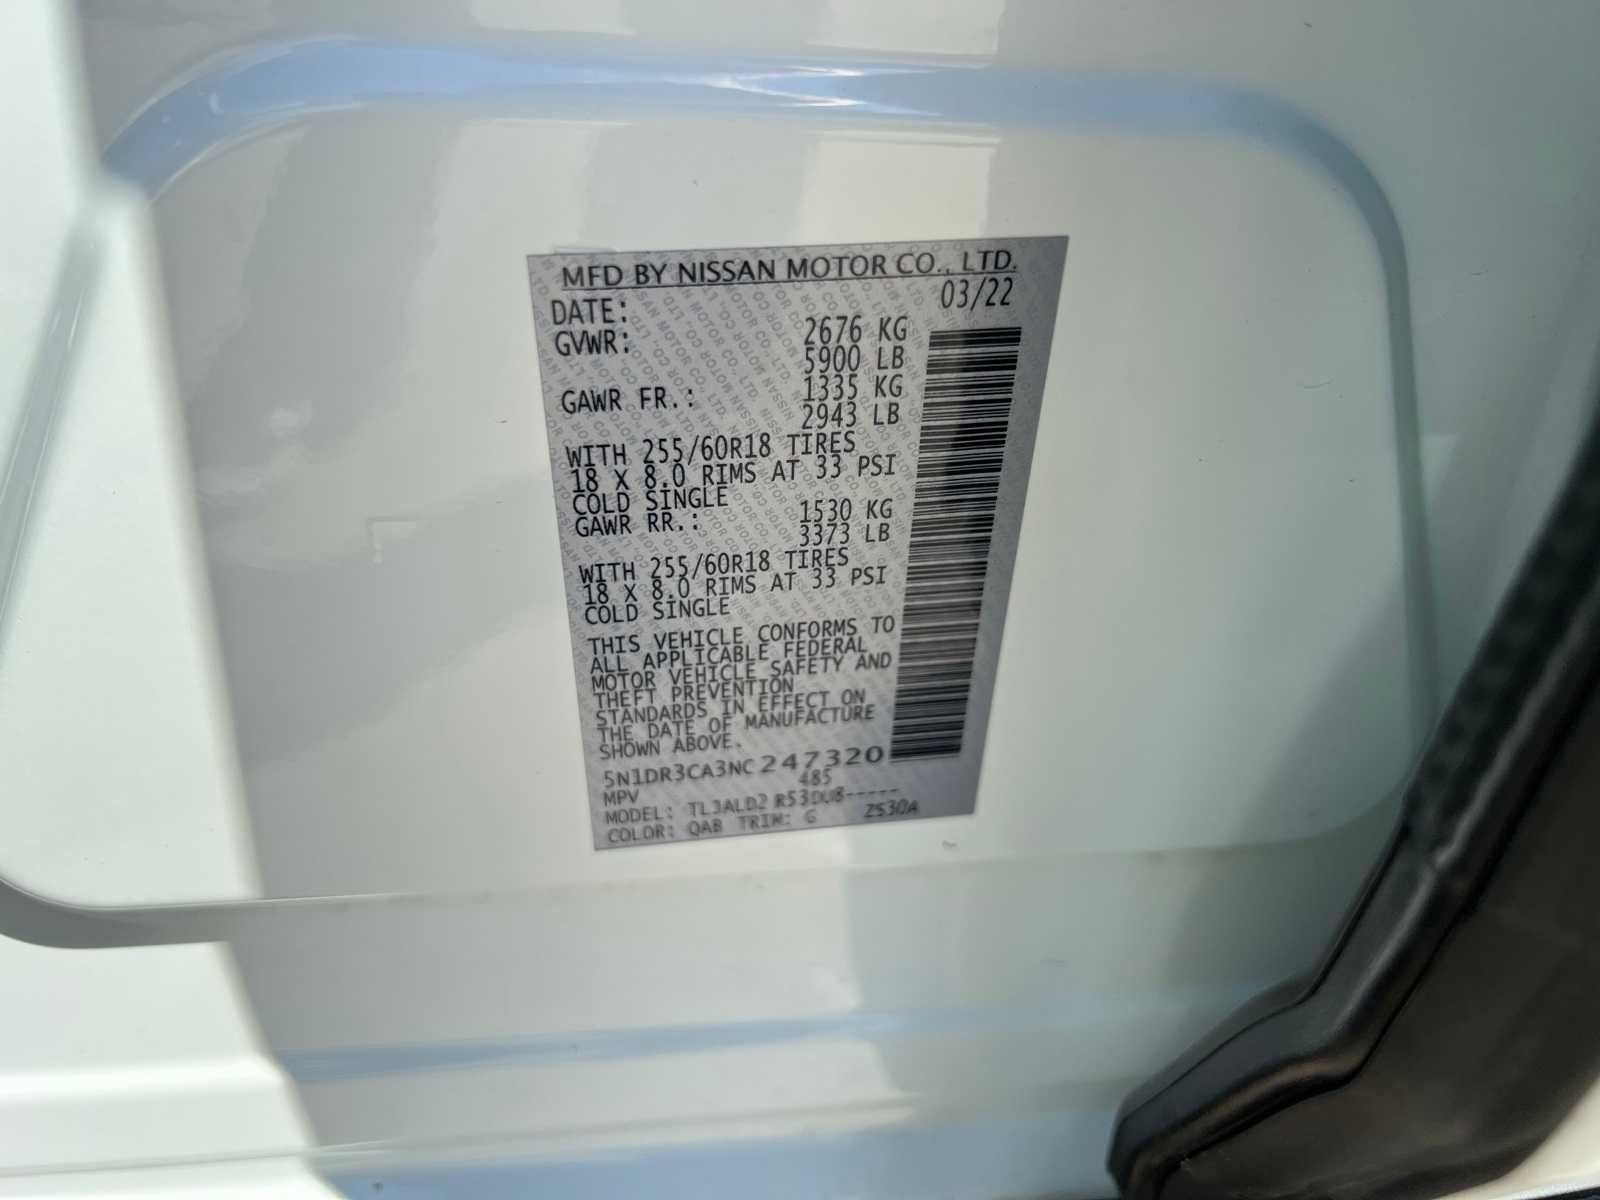 MFD BY NISSAN MOTOR CO., LTD.
DATE: 03/22
GVWR: 2676 KG
5900 LB
GAWR FR.: 1335 KG
2943 LB
WITH 255/60R18 TIRES
18 X 8.0 RIMS AT 33 PSI
COLD SINGLE
GAWR RR.: 1530 KG
3373 LB
WITH 255/60R18 TIRES
18 X 8.0 RIMS AT 33 PSI
COLD SINGLE
THIS VEHICLE CONFORMS TO
ALL APPLICABLE FEDERAL
MOTOR VEHICLE SAFETY AND
THEFT PREVENTION
STANDARDS IN EFFECT ON
THE DATE OF MANUFACTURE
SHOWN ABOVE.
5N1DR3CA3NC247320
MPV 485
MODEL: TL3ALD2 R53DU8-----
COLOR: QAB TRIM: G ZS30A